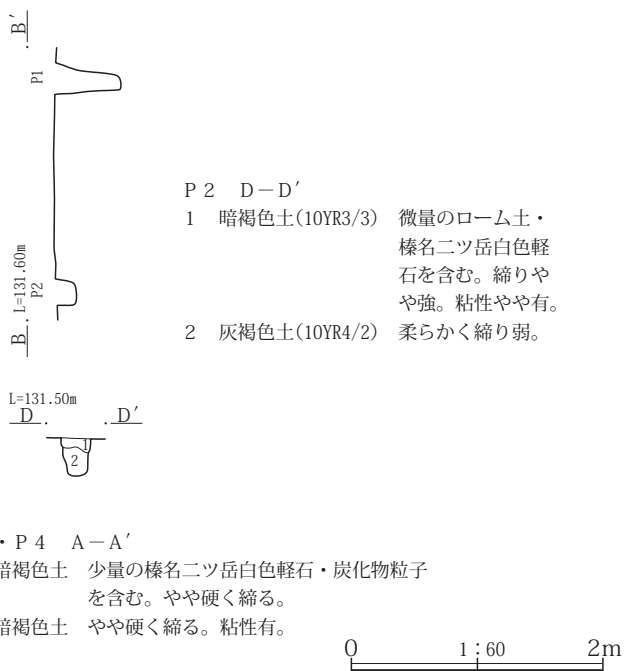 B′
P1
L=131.60m
P2
B
P2 D－D′
1 暗褐色土(10YR3/3) 微量のローム土・
榛名二ツ岳白色軽
石を含む。締りや
や強。粘性やや有。
2 灰褐色土(10YR4/2) 柔らかく締り弱。
L=131.50m
D D′
1
2
・P4 A－A′
暗褐色土 少量の榛名二ツ岳白色軽石・炭化物粒子
を含む。やや硬く締る。
暗褐色土 やや硬く締る。粘性有。
0 1:60 2m